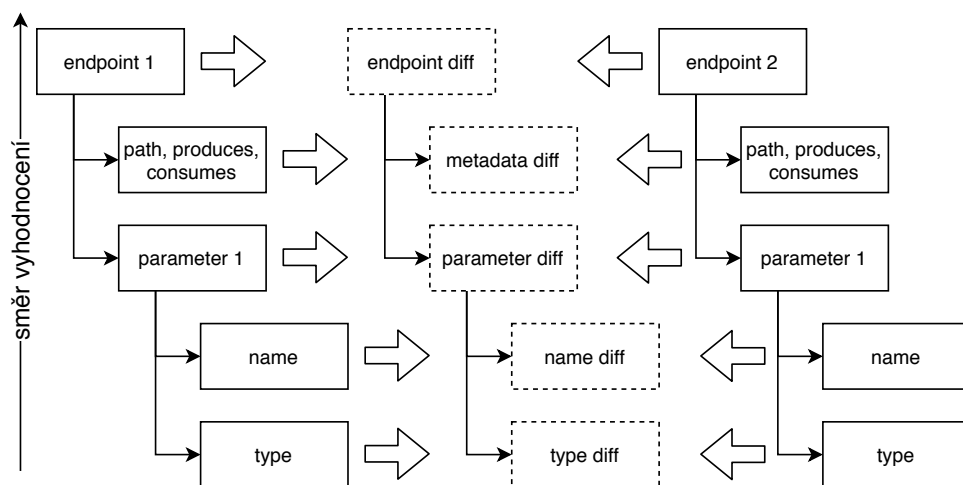 směr vyhodnocení
endpoint 1
endpoint diff
endpoint 2
path, produces,
consumes
metadata diff
path, produces,
consumes
parameter 1
parameter diff
parameter 1
name
name diff
name
type
type diff
type